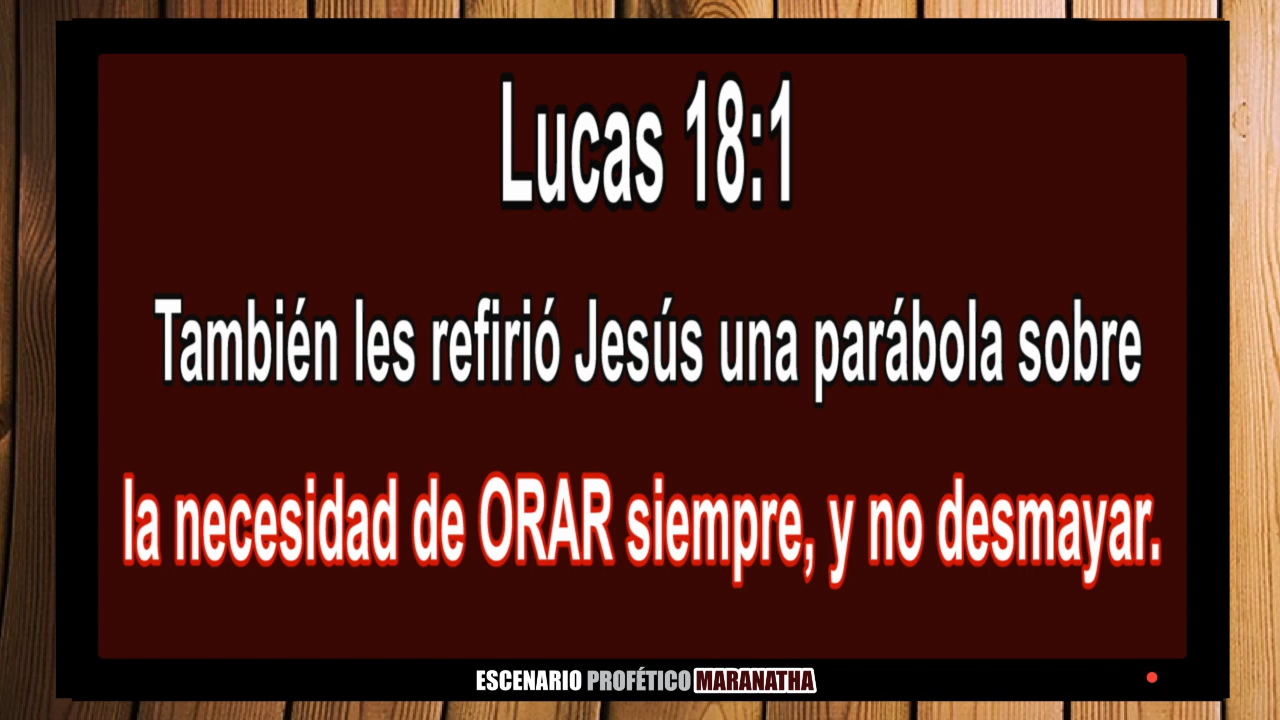 Lucas 18:1
También les refirió Jesús una parábola sobre
la necesidad de ORAR siempre, y no desmayar.
ESCENARIO PROFÉTICO MARANATHA